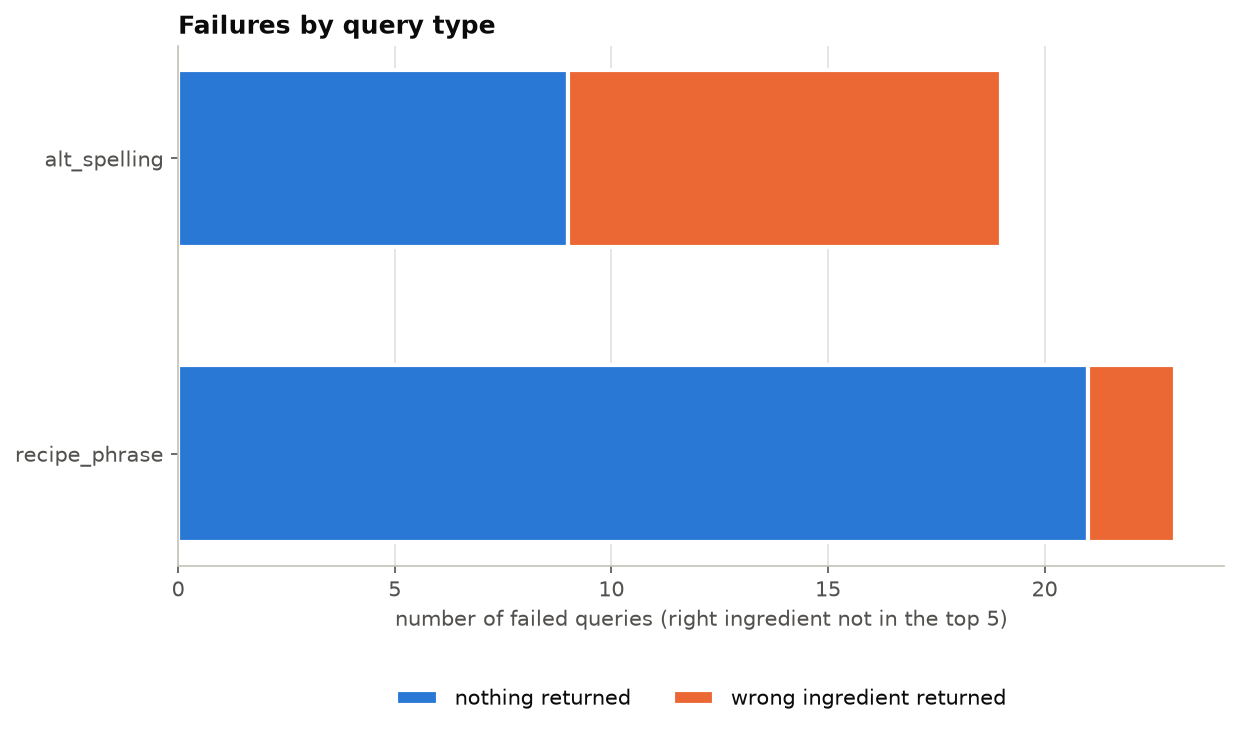 Failures by query type
alt_spelling
recipe_phrase
0 5 10 15 20
number of failed queries (right ingredient not in the top 5)
nothing returned wrong ingredient returned